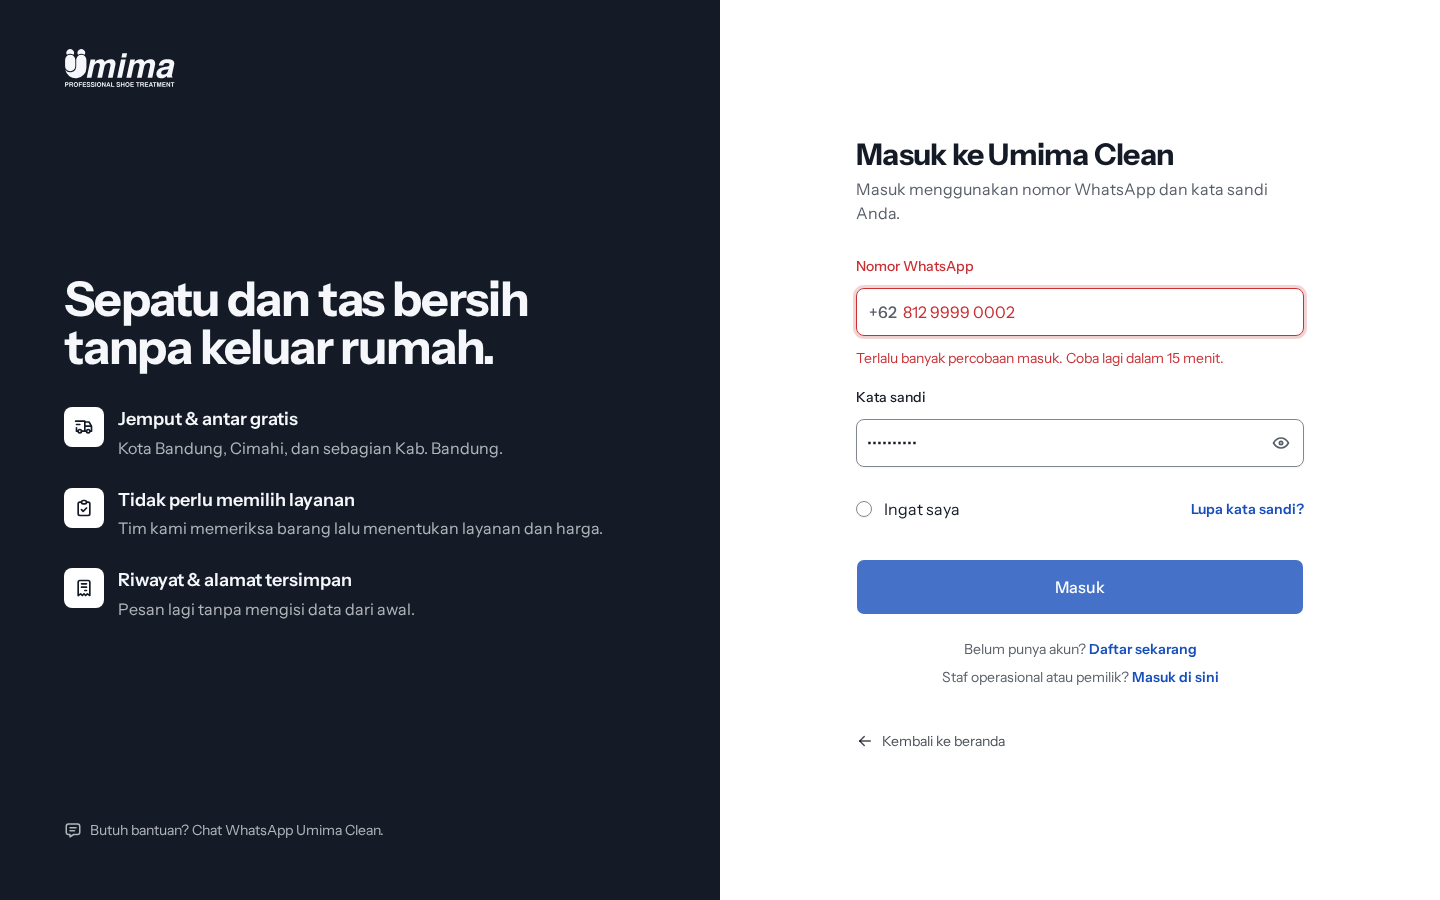 Umima
PROFESSIONAL SHOE TREATMENT
Sepatu dan tas bersih
tanpa keluar rumah.
Jemput & antar gratis
Kota Bandung, Cimahi, dan sebagian Kab. Bandung.
Tidak perlu memilih layanan
Tim kami memeriksa barang lalu menentukan layanan dan harga.
Riwayat & alamat tersimpan
Pesan lagi tanpa mengisi data dari awal.
Butuh bantuan? Chat WhatsApp Umima Clean.
Masuk ke Umima Clean
Masuk menggunakan nomor WhatsApp dan kata sandi
Anda.
Nomor WhatsApp
+62 812 9999 0002
Terlalu banyak percobaan masuk. Coba lagi dalam 15 menit.
Kata sandi
••••••••••
Ingat saya
Lupa kata sandi?
Masuk
Belum punya akun? Daftar sekarang
Staf operasional atau pemilik? Masuk di sini
Kembali ke beranda